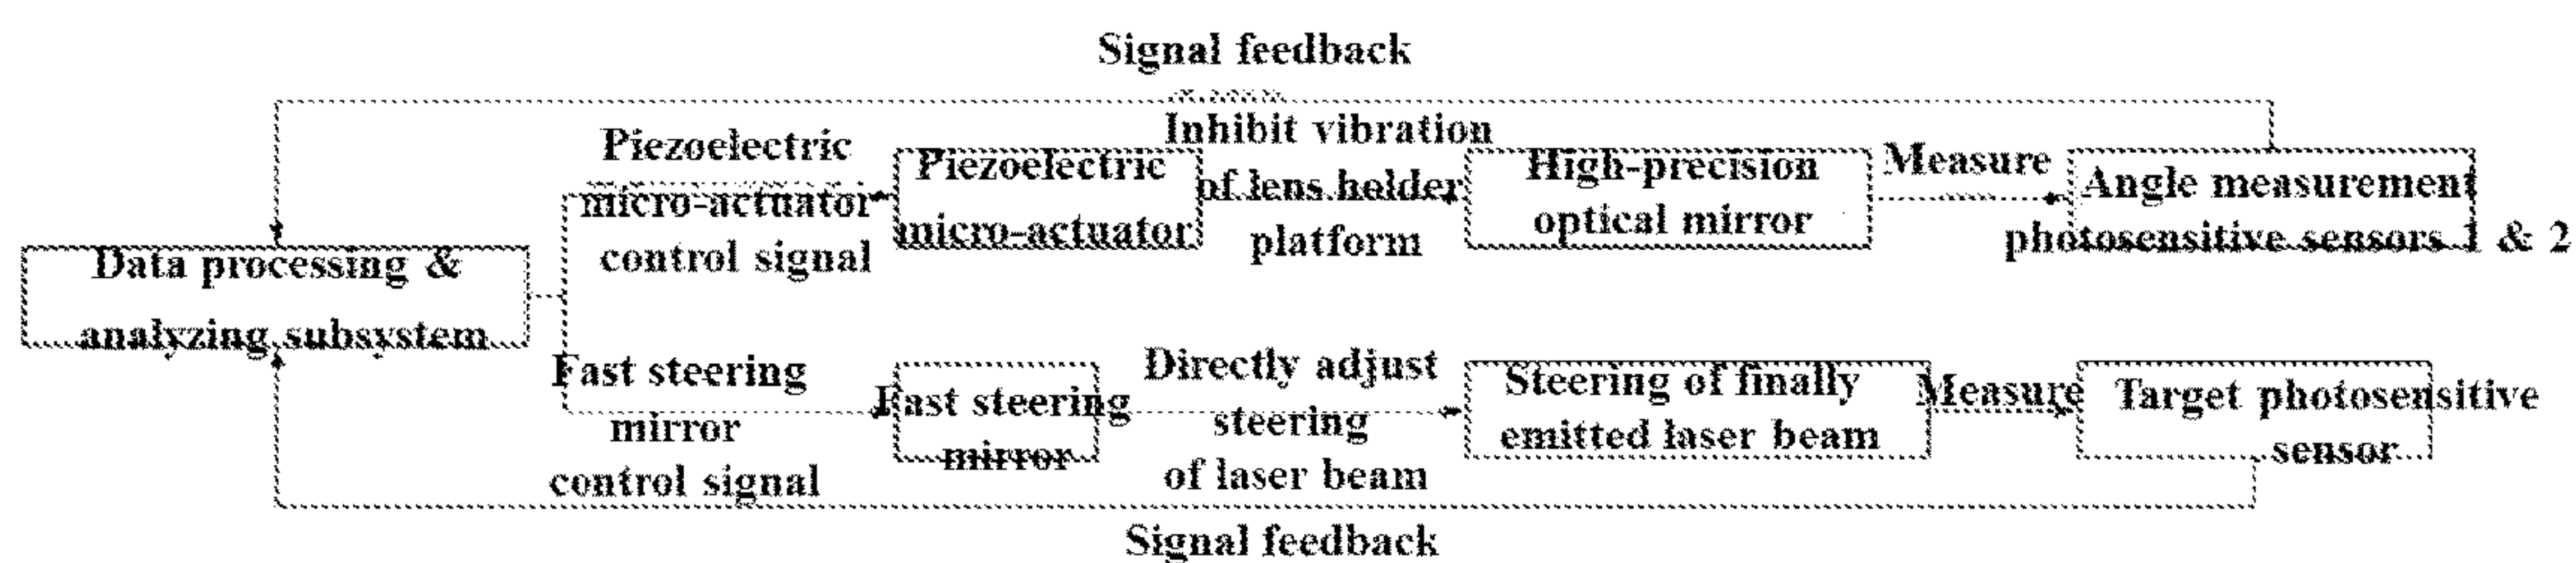 Signal feedback
Piezoelectric
micro-actuator
control signal
Piezoelectric
micro-actuator
Inhibit vibration
of lens holder
platform
High-precision
optical mirror
Measure
Angle measurement
photosensitive sensors 1 & 2
Data processing &
analyzing subsystem
Fast steering
mirror
control signal
Fast steering
mirror
Directly adjust
steering
of laser beam
Steering of finally
emitted laser beam
Measure
Target photosensitive
sensor
Signal feedback